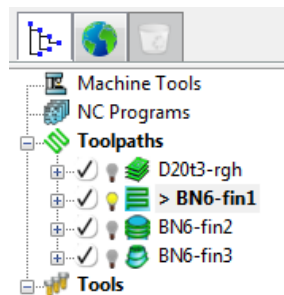 Machine Tools
NC Programs
Toolpaths
D20t3-rgh
> BN6-fin1
BN6-fin2
BN6-fin3
Tools